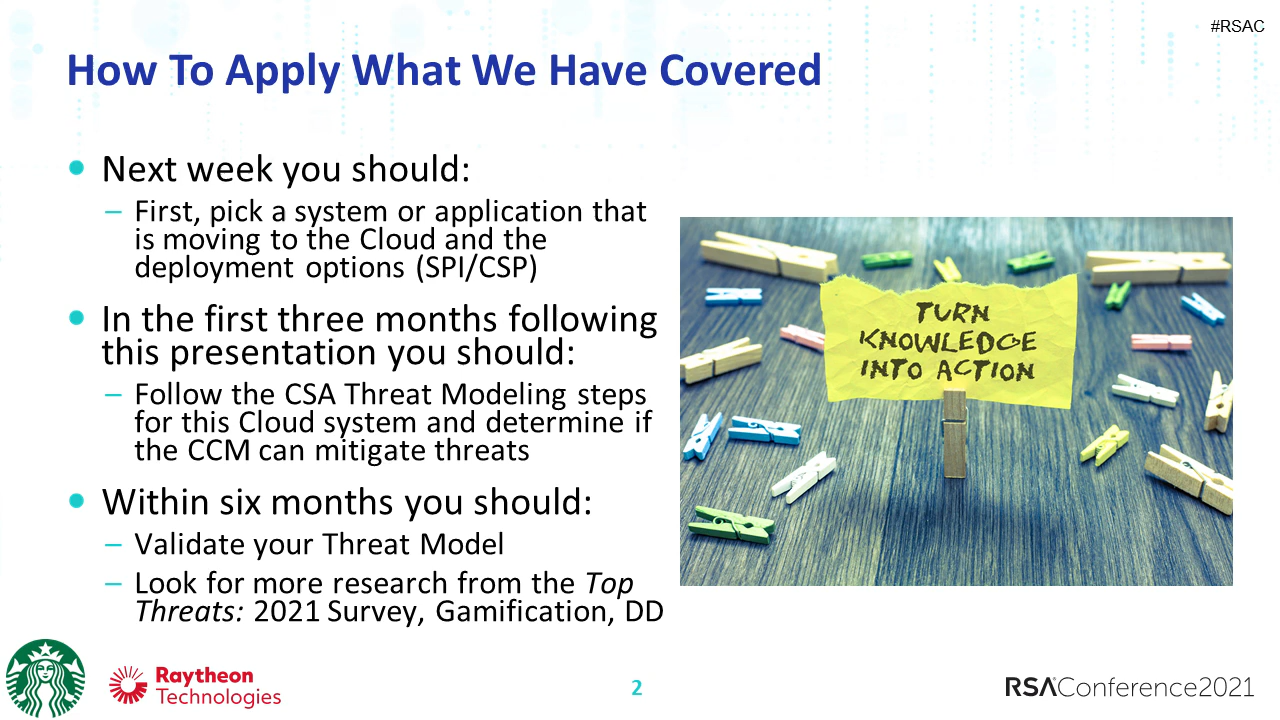 #RSAC
How To Apply What We Have Covered
• Next week you should:
– First, pick a system or application that
is moving to the Cloud and the
deployment options (SPI/CSP)
• In the first three months following
this presentation you should:
– Follow the CSA Threat Modeling steps
for this Cloud system and determine if
the CCM can mitigate threats
• Within six months you should:
– Validate your Threat Model
– Look for more research from the Top
Threats: 2021 Survey, Gamification, DD
TURN
KNOWLEDGE
INTO ACTION
Raytheon
Technologies
2
RSAConference2021